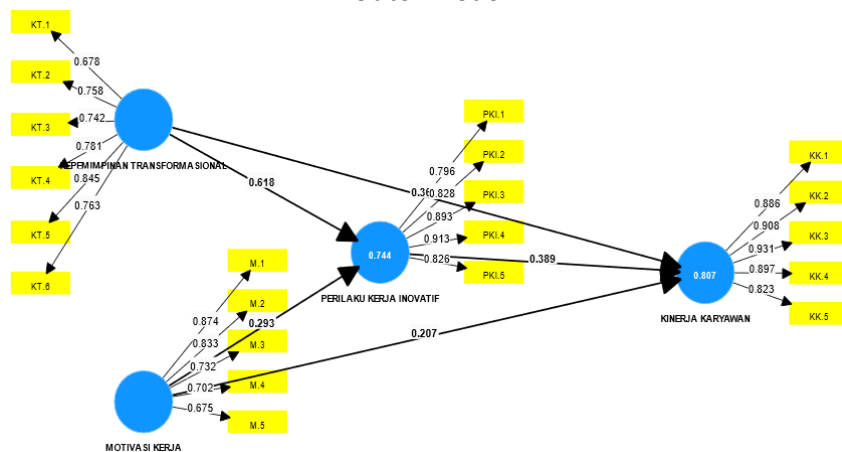 KT.1
0.678
KT.2
0.758
KT.3
0.742
KT.4
0.781
KT.5
0.845
KT.6
0.763
TRANSFORMASIONAL
0.618
0.293
M.1
0.874
M.2
0.833
M.3
0.732
M.4
0.702
M.5
0.675
MOTIVASI KERJA
PKI.1
0.796
PKI.2
0.828
PKI.3
0.893
PKI.4
0.913
PKI.5
0.826
0.744
PERILAKU KERJA INOVATIF
0.389
0.207
KK.1
0.886
KK.2
0.908
KK.3
0.931
KK.4
0.897
KK.5
0.823
0.807
KINERJA KARYAWAN